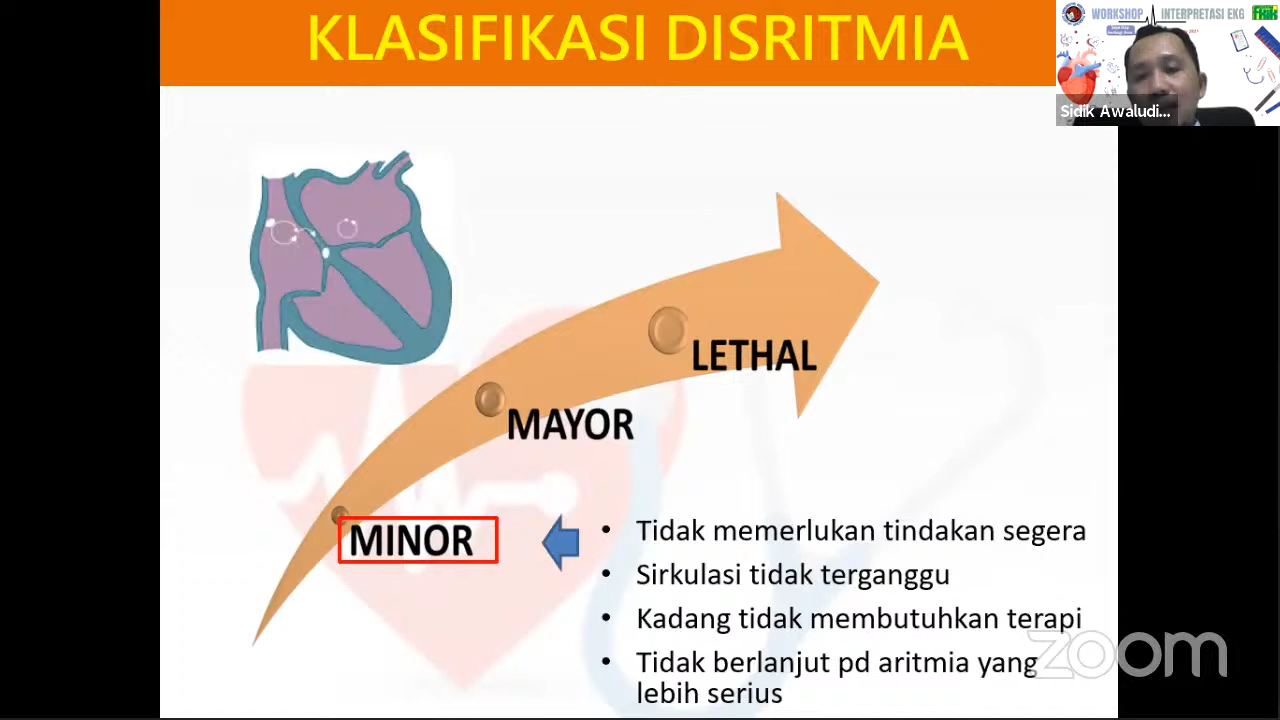 KLASIFIKASI DISRITMIA
WORKSHOP INTERPRETASI EKG
Sidik Awaludi...
LETHAL
MAYOR
MINOR
• Tidak memerlukan tindakan segera
• Sirkulasi tidak terganggu
• Kadang tidak membutuhkan terapi
• Tidak berlanjut pd aritmia yang
lebih serius
zoom